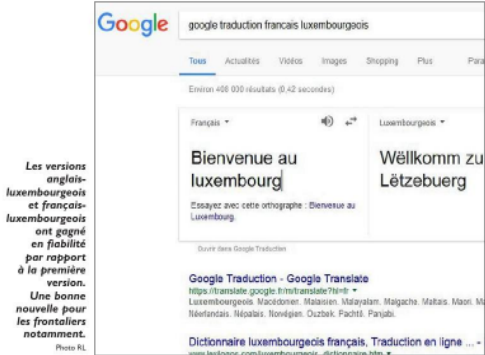 Google
google traduction francais luxembourgeois
Tous Actualités Vidéos Images Shopping Plus Para
Environ 408 000 résultats (0,42 secondes)
Français
Luxembourgeois
Bienvenue au
luxembourg
Wëllkomm zu
Lëtzebuerg
Essayez avec cette orthographe : Bienvenue au
Luxembourg.
Ouvrir dans Google Traduction
Google Traduction - Google Translate
https://translate.google.fr/m/translate?hl=fr
Luxembourgeois. Macédonien. Malaisien. Malayalam. Malgache. Maltais. Maori. Ma
Néerlandais. Népalais. Norvégien. Ouzbek. Pachtô. Panjabi.
Dictionnaire luxembourgeois français, Traduction en ligne ... -
Les versions
anglais-
luxembourgeois
et français-
luxembourgeois
ont gagné
en fiabilité
par rapport
à la première
version.
Une bonne
nouvelle pour
les frontaliers
notamment.
Photo RL